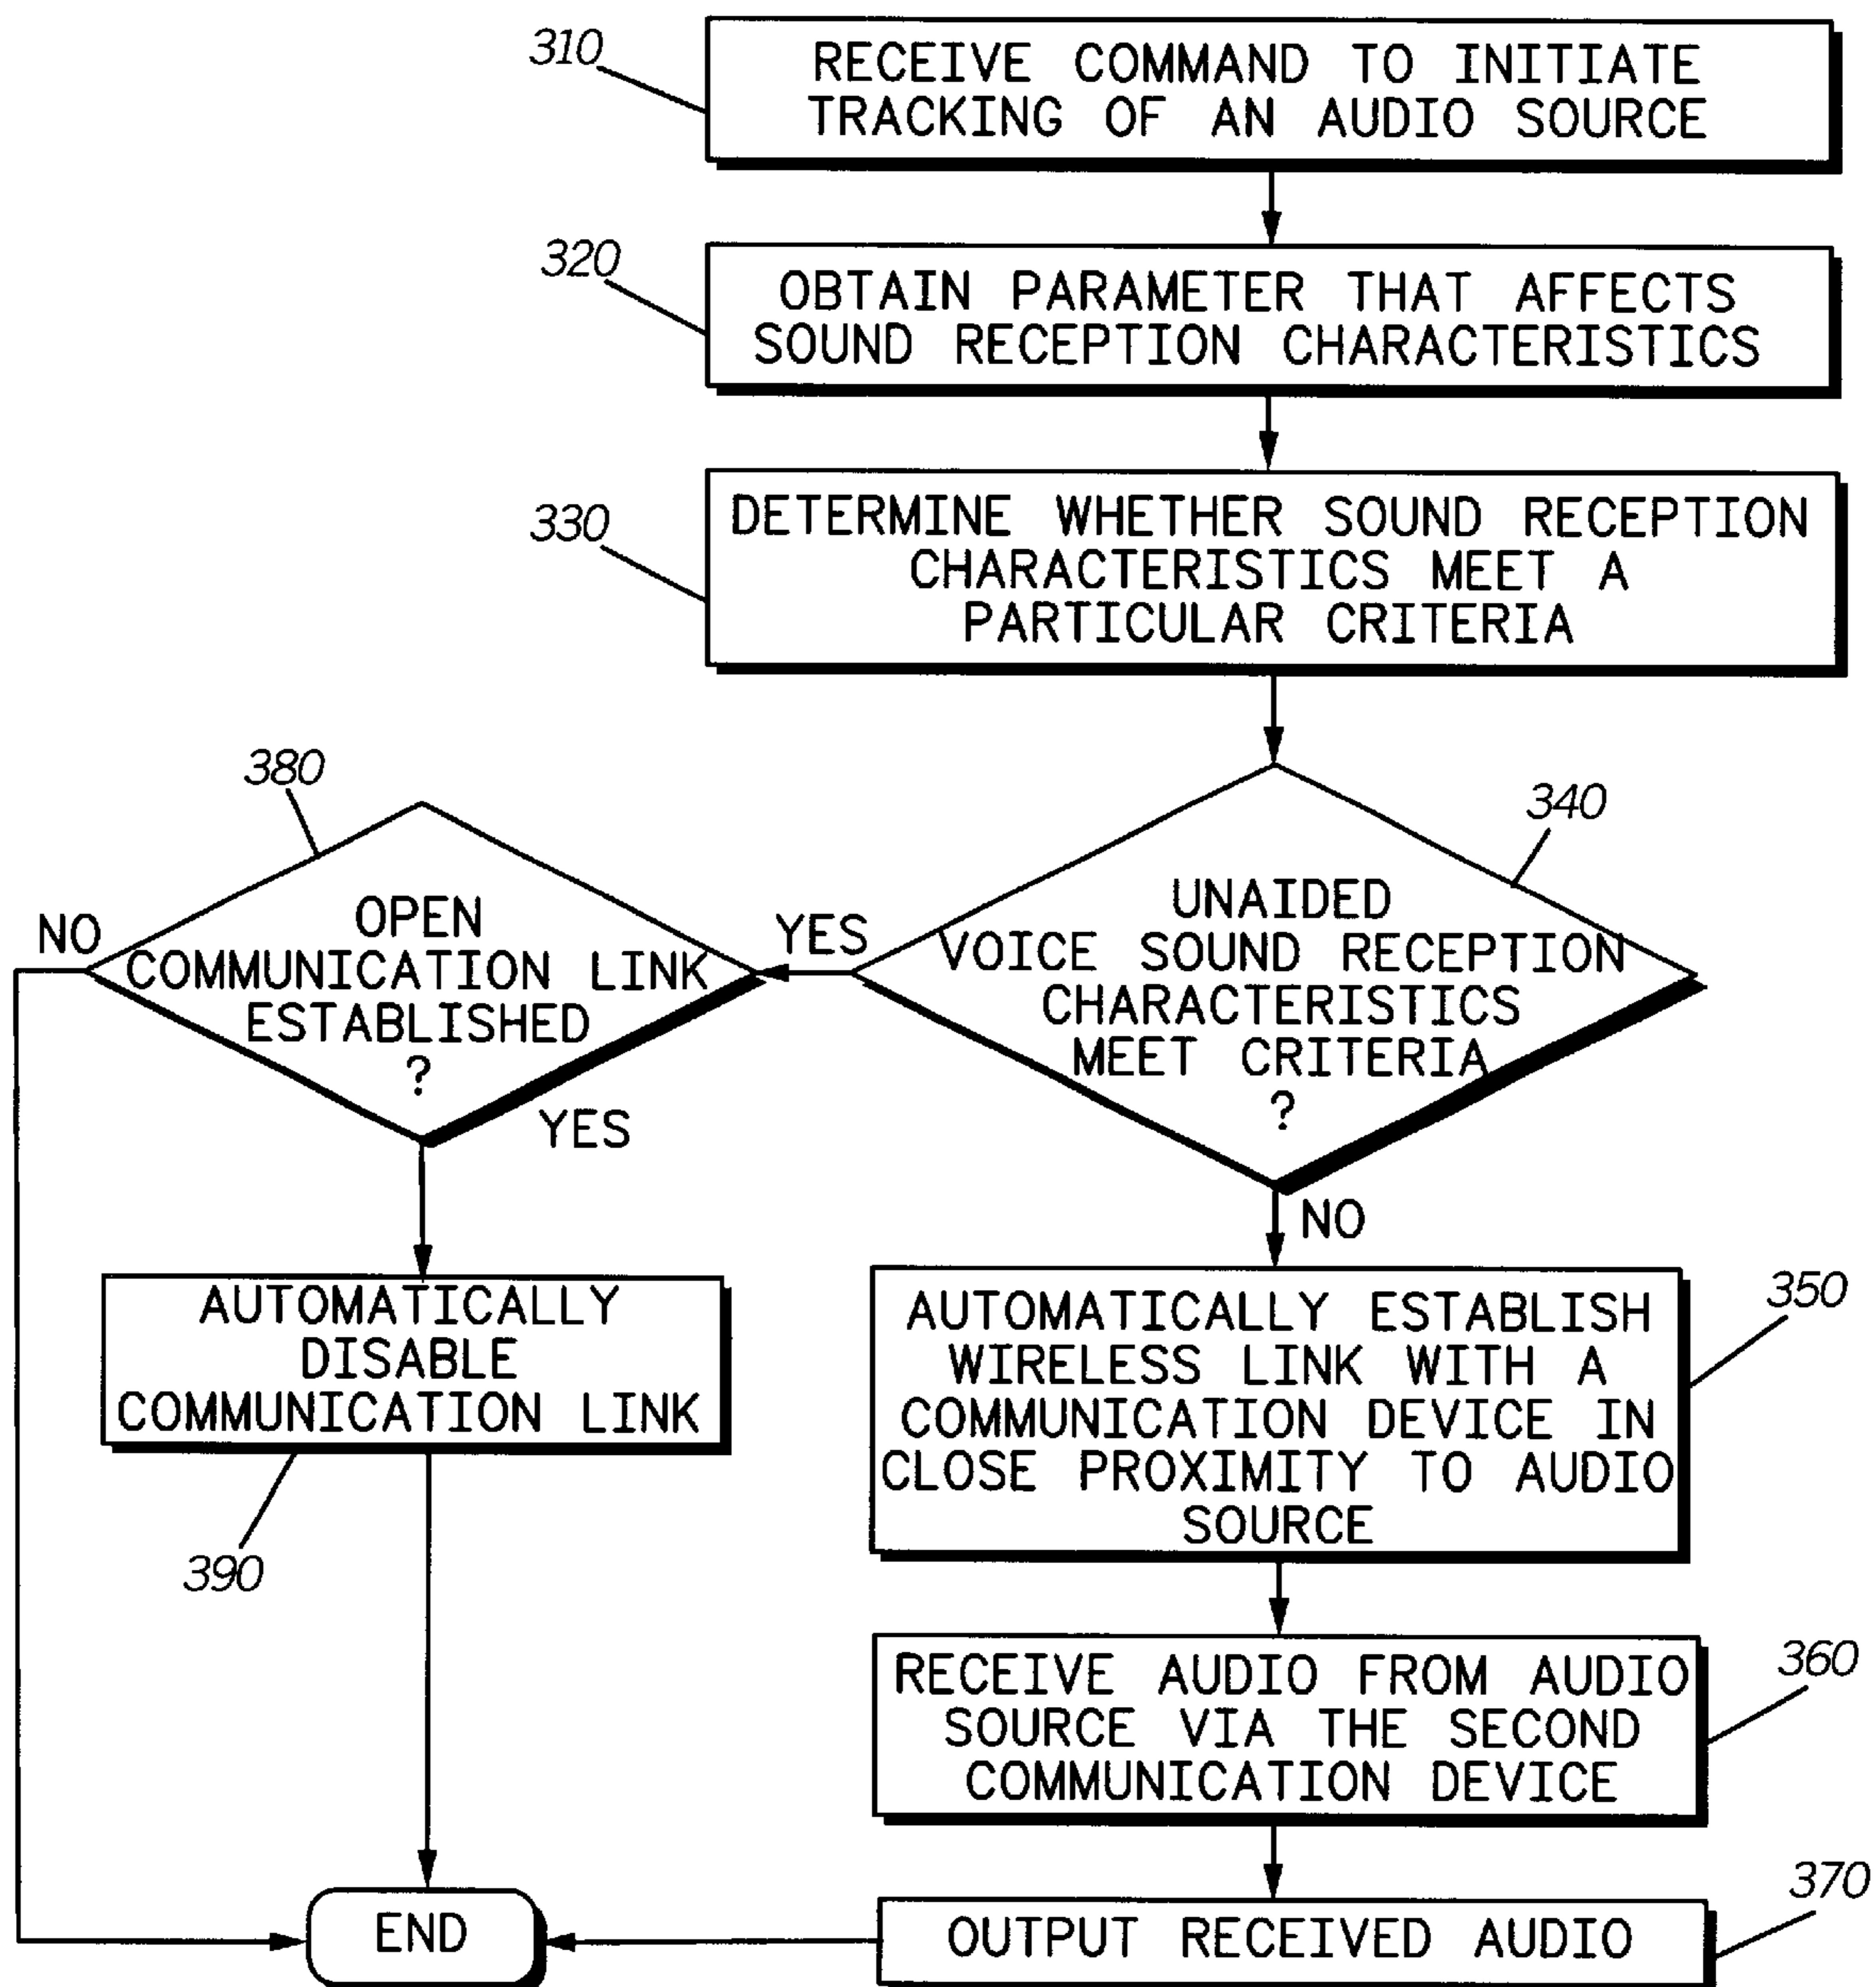 310
RECEIVE COMMAND TO INITIATE
TRACKING OF AN AUDIO SOURCE
320
OBTAIN PARAMETER THAT AFFECTS
SOUND RECEPTION CHARACTERISTICS
330
DETERMINE WHETHER SOUND RECEPTION
CHARACTERISTICS MEET A
PARTICULAR CRITERIA
340
UNAIDED
VOICE SOUND RECEPTION
CHARACTERISTICS
MEET CRITERIA
?
YES
NO
380
OPEN
COMMUNICATION LINK
ESTABLISHED
?
NO
YES
AUTOMATICALLY
DISABLE
COMMUNICATION LINK
390
350
AUTOMATICALLY ESTABLISH
WIRELESS LINK WITH A
COMMUNICATION DEVICE IN
CLOSE PROXIMITY TO AUDIO
SOURCE
360
RECEIVE AUDIO FROM AUDIO
SOURCE VIA THE SECOND
COMMUNICATION DEVICE
370
OUTPUT RECEIVED AUDIO
END